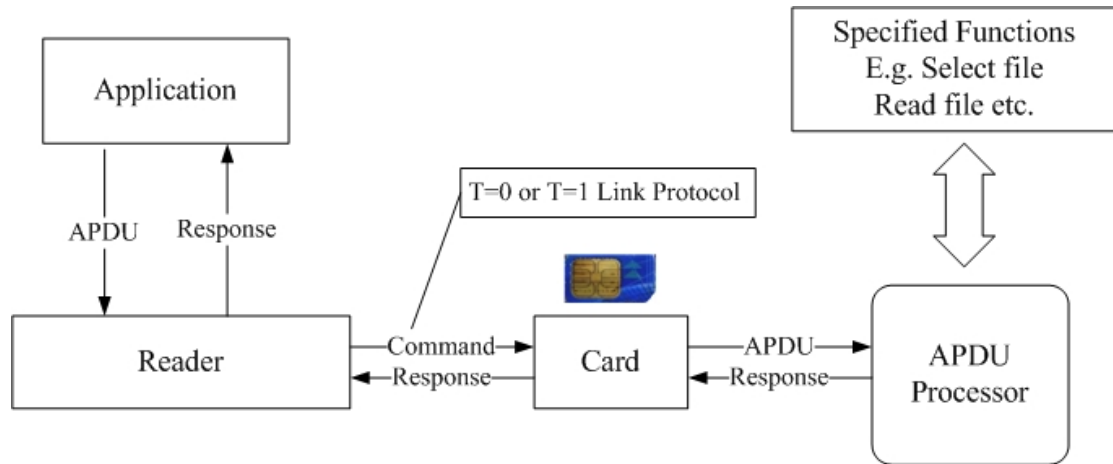 Application
Specified Functions
E.g. Select file
Read file etc.
T=0 or T=1 Link Protocol
APDU
Response
Reader
Command
Response
Card
APDU
Response
APDU
Processor